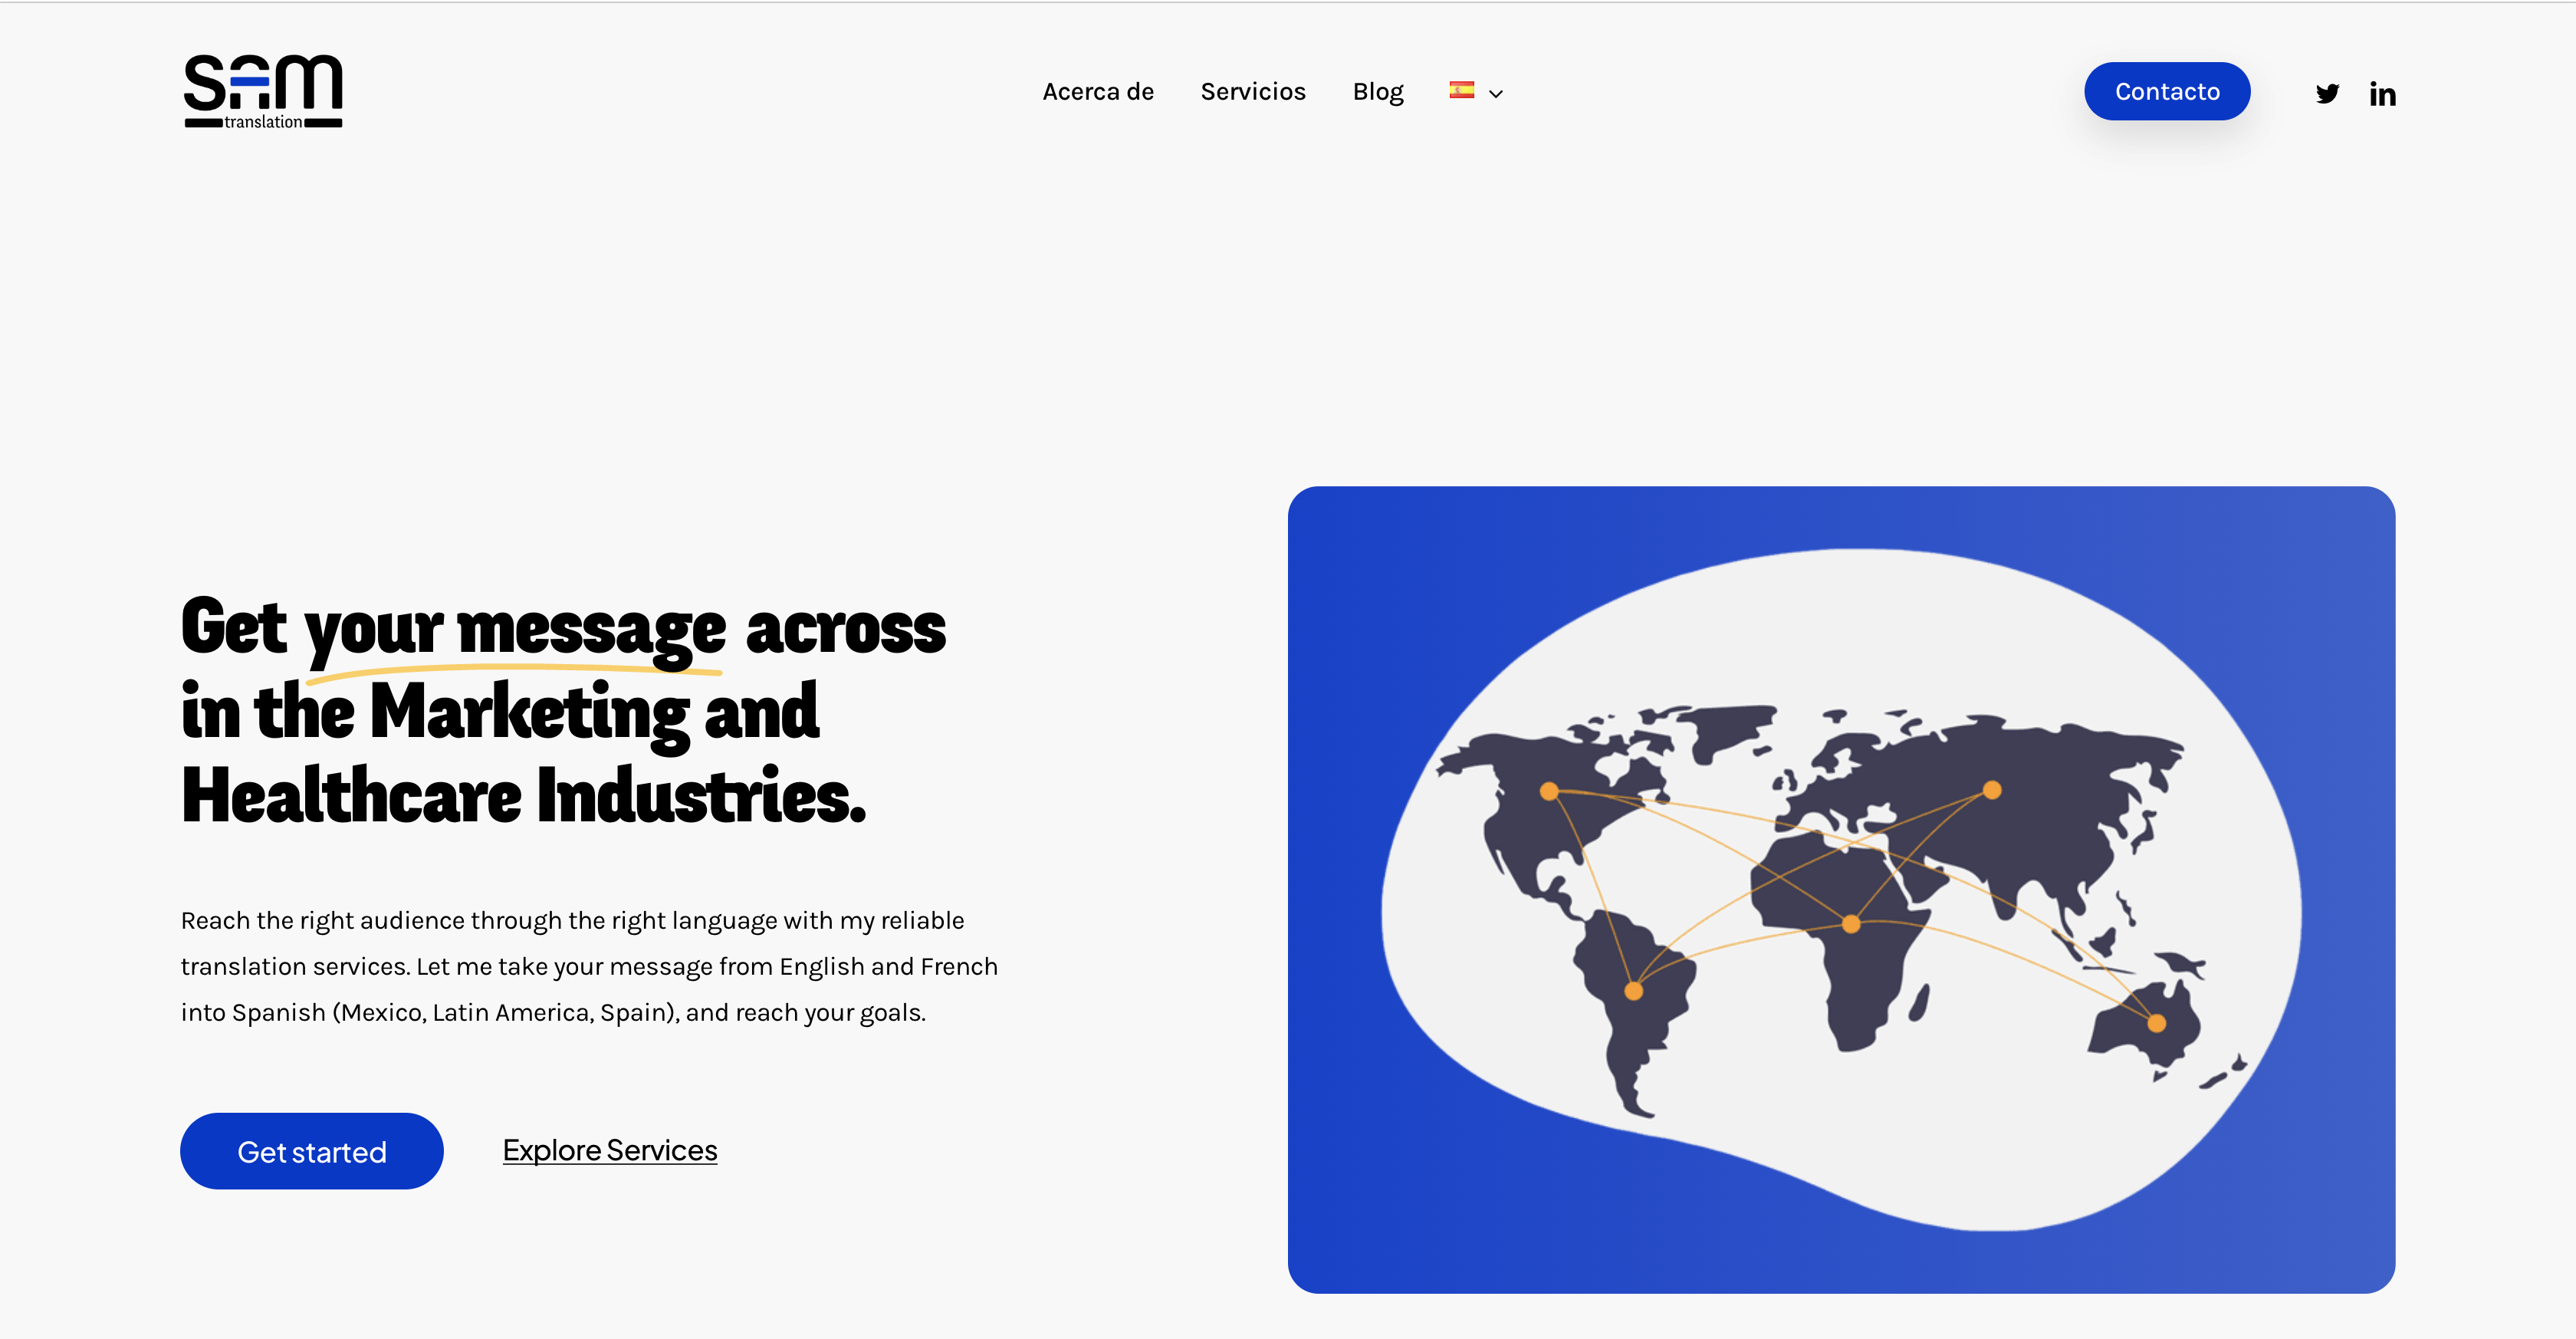 sam
translation
Acerca de
Servicios
Blog
Contacto
in
Get your message across
in the Marketing and
Healthcare Industries.
Reach the right audience through the right language with my reliable
translation services. Let me take your message from English and French
into Spanish (Mexico, Latin America, Spain), and reach your goals.
Get started
Explore Services